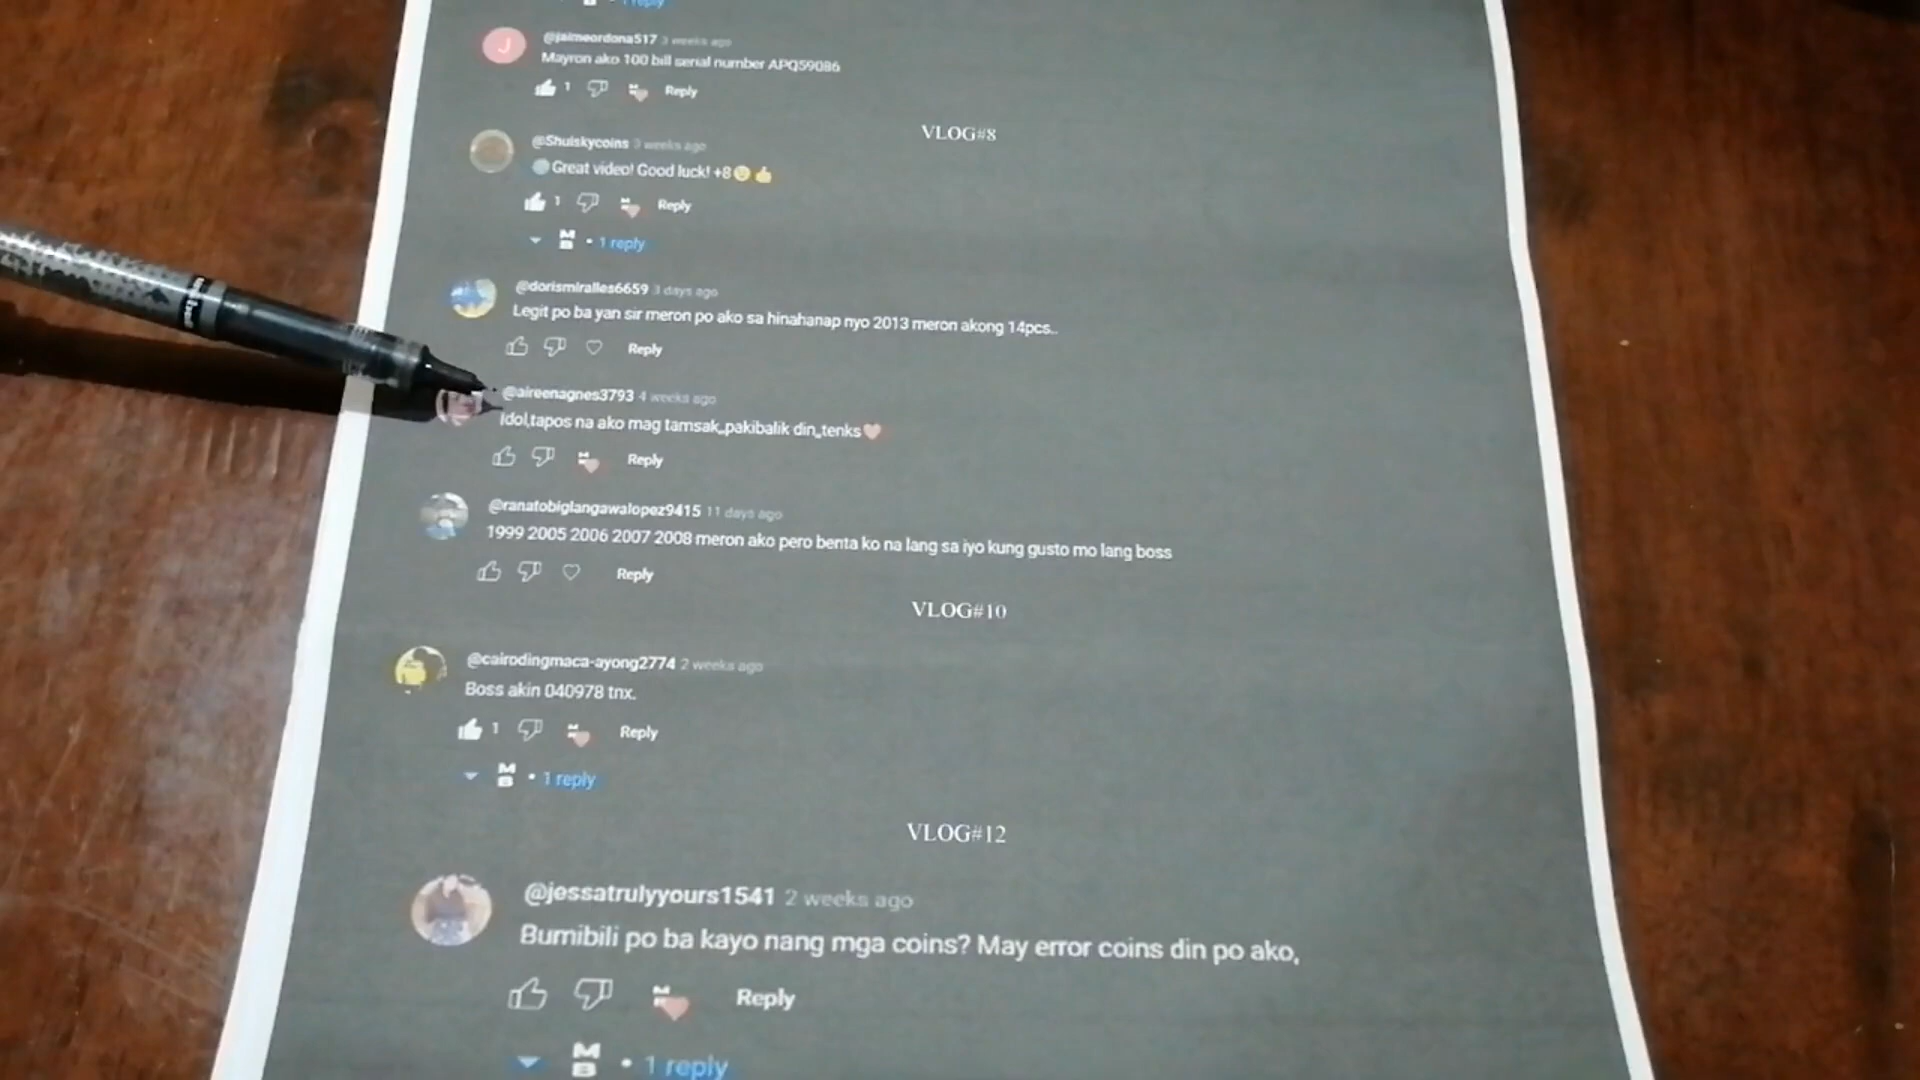 1 reply
@jaimeordona517 3 weeks ago
Mayron ako 100 bill serial number APQ59086
1 Reply
VLOG#8
@Shulskycoins 3 weeks ago
Great video! Good luck! +8😉👍
1 Reply
MB • 1 reply
@dorismiralles6659 3 days ago
Legit po ba yan sir meron po ako sa hinahanap nyo 2013 meron akong 14pcs..
Reply
@aireenagnes3793 4 weeks ago
Idol,tapos na ako mag tamsak,,pakibalik din,,tenks❤️
Reply
@ranatobiglangawalopez9415 11 days ago
1999 2005 2006 2007 2008 meron ako pero benta ko na lang sa iyo kung gusto mo lang boss
Reply
VLOG#10
@cairodingmaca-ayong2774 2 weeks ago
Boss akin 040978 tnx.
1 Reply
MB • 1 reply
VLOG#12
@jessatrulyyours1541 2 weeks ago
Bumibili po ba kayo nang mga coins? May error coins din po ako,
Reply
MB • 1 reply